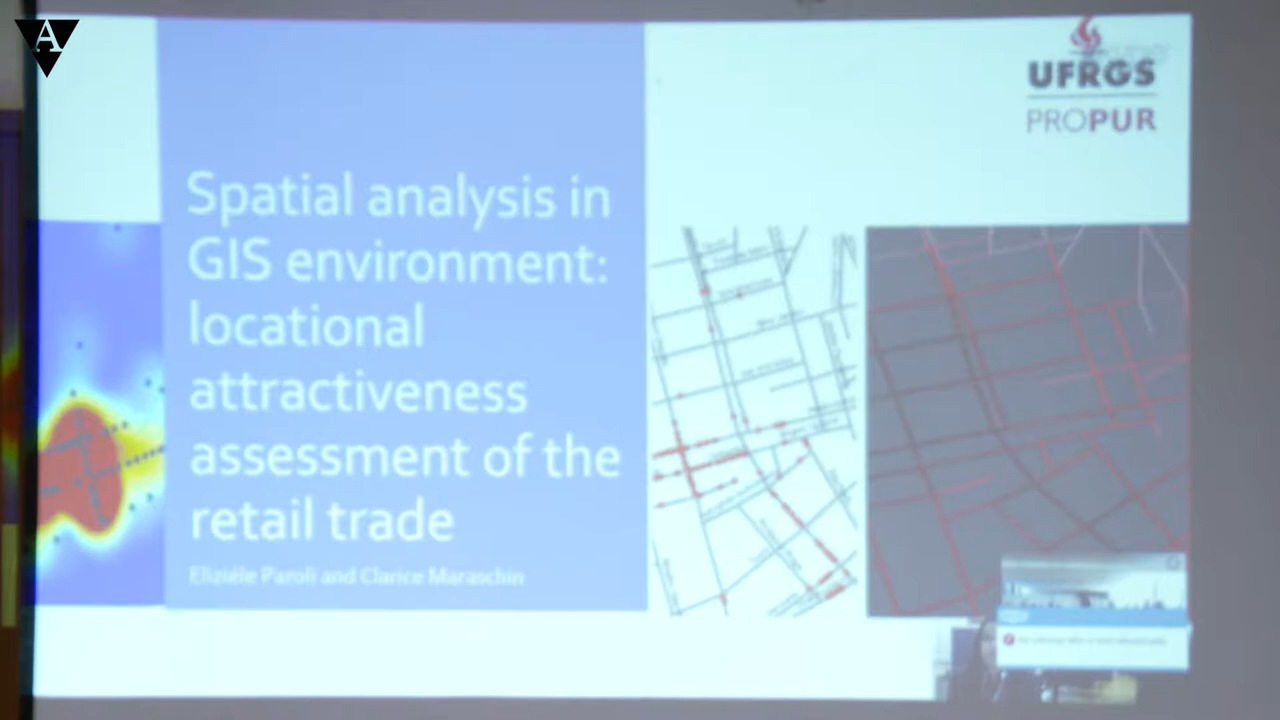 A
UFRGS
PROPUR
Spatial analysis in
GIS environment:
locational
attractiveness
assessment of the
retail trade
Eliziéle Paroli and Clarice Maraschin